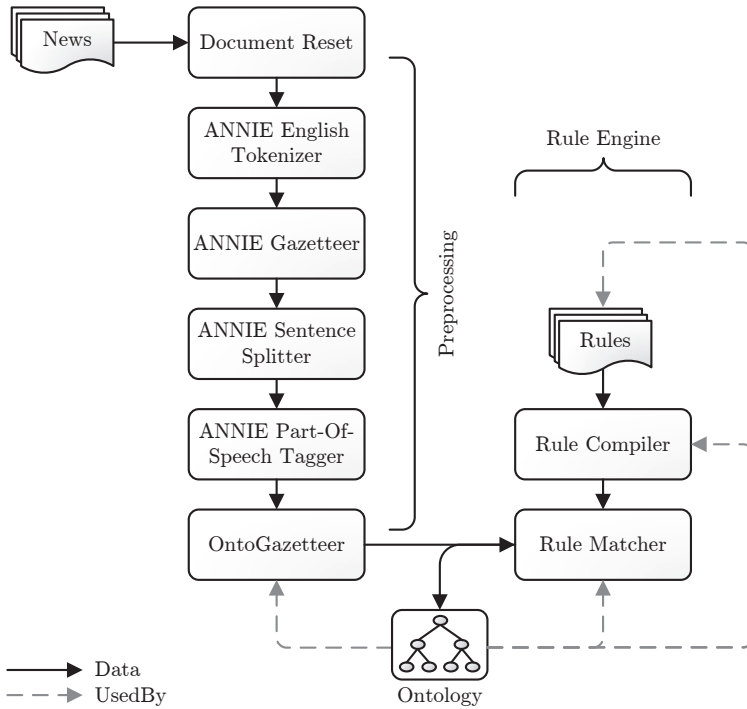 News
Document Reset
ANNIE English
Tokenizer
ANNIE Gazetteer
ANNIE Sentence
Splitter
ANNIE Part-Of-
Speech Tagger
OntoGazetteer
Preprocessing
Rule Engine
Rules
Rule Compiler
Rule Matcher
Ontology
Data
UsedBy